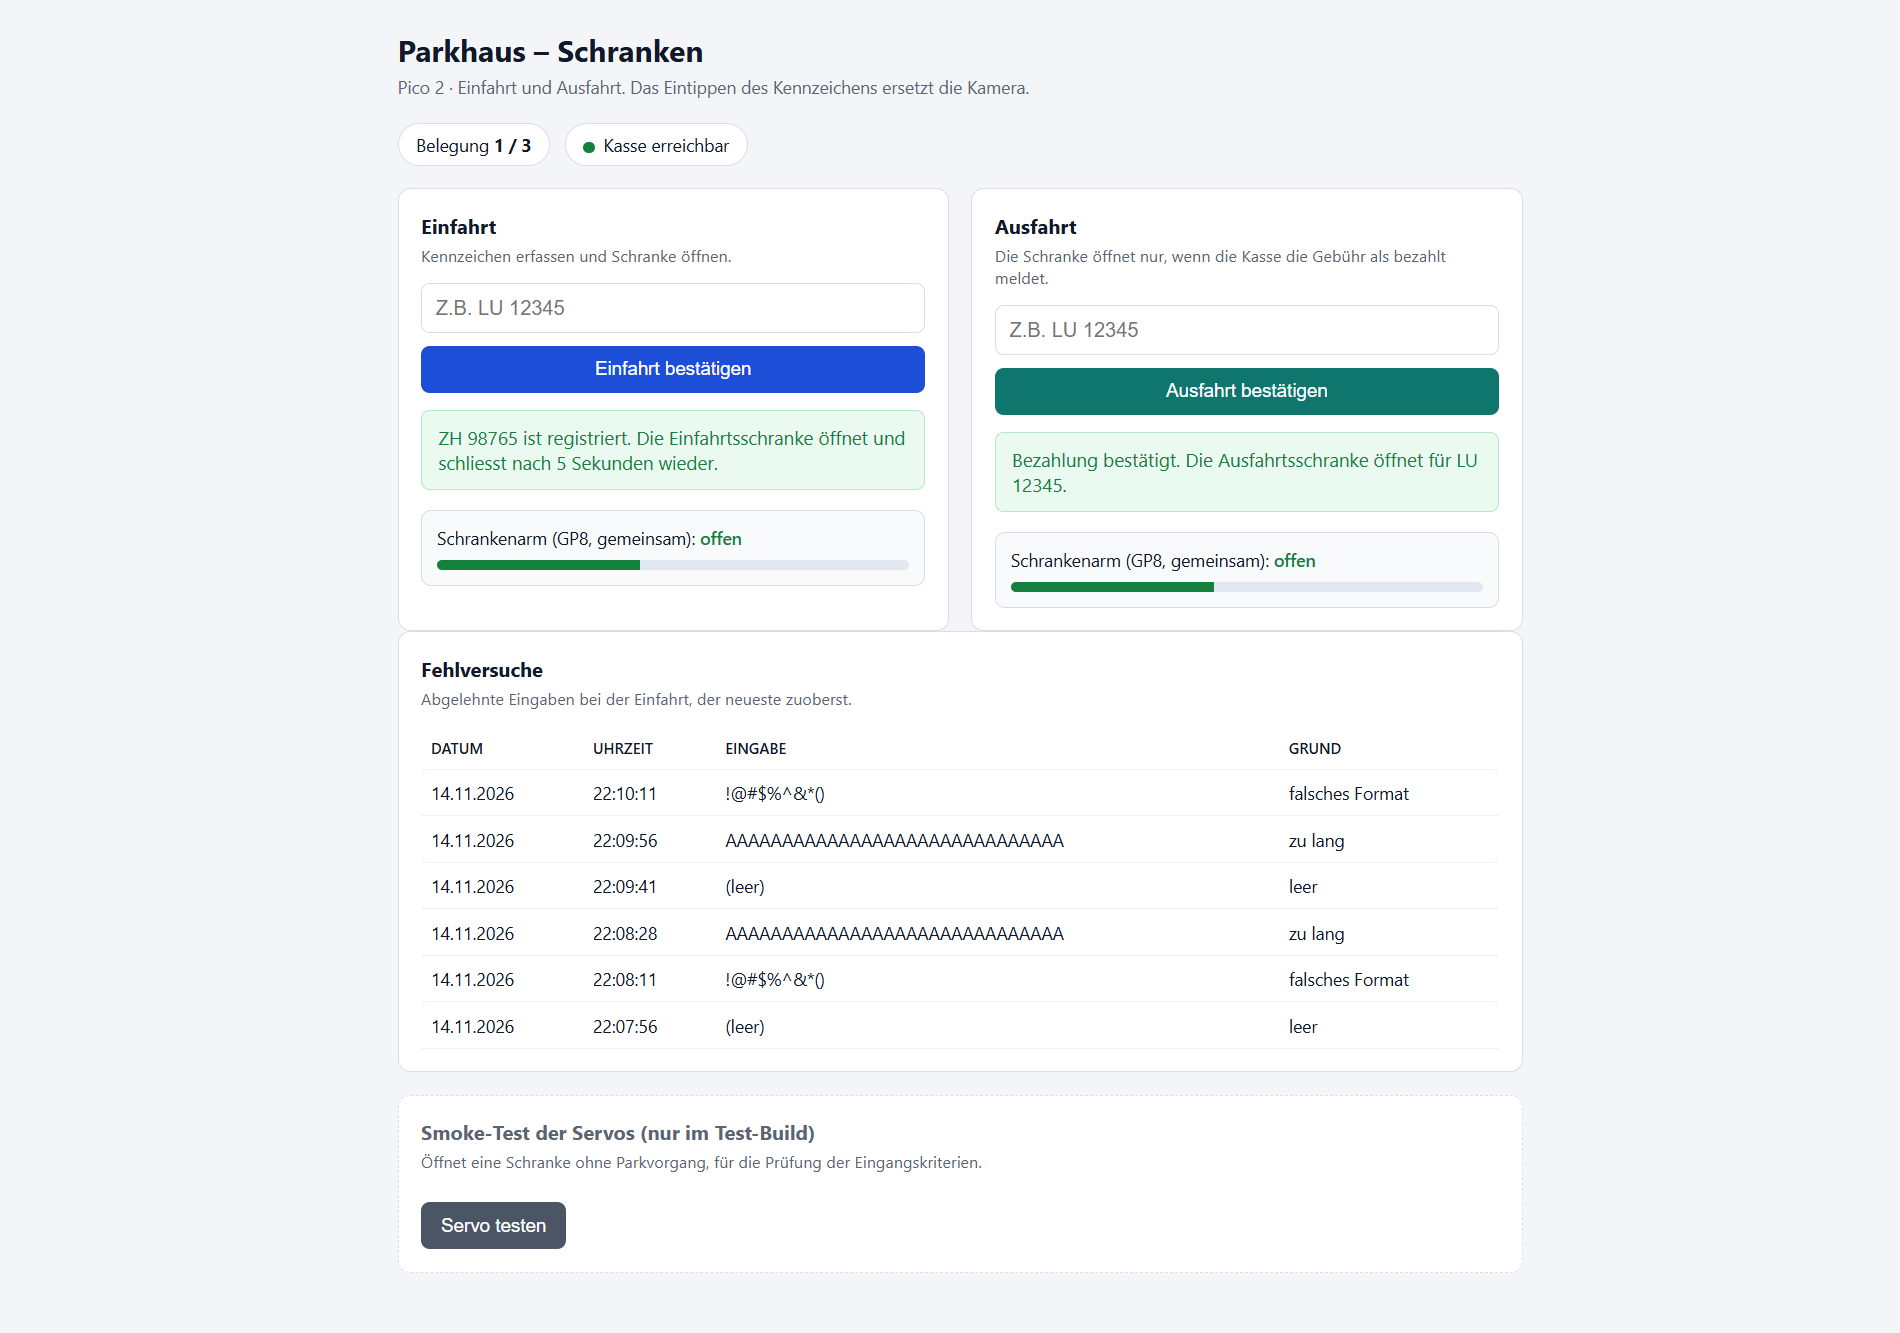 Parkhaus – Schranken
Pico 2 · Einfahrt und Ausfahrt. Das Eintippen des Kennzeichens ersetzt die Kamera.
Belegung 1 / 3
Kasse erreichbar
Einfahrt
Kennzeichen erfassen und Schranke öffnen.
Z.B. LU 12345
Einfahrt bestätigen
ZH 98765 ist registriert. Die Einfahrtsschranke öffnet und
schliesst nach 5 Sekunden wieder.
Schrankenarm (GP8, gemeinsam): offen
Ausfahrt
Die Schranke öffnet nur, wenn die Kasse die Gebühr als bezahlt
meldet.
Z.B. LU 12345
Ausfahrt bestätigen
Bezahlung bestätigt. Die Ausfahrtsschranke öffnet für LU
12345.
Schrankenarm (GP8, gemeinsam): offen
Fehlversuche
Abgelehnte Eingaben bei der Einfahrt, der neueste zuoberst.
DATUM UHRZEIT EINGABE GRUND
14.11.2026 22:10:11 !@#$%^&*() falsches Format
14.11.2026 22:09:56 AAAAAAAAAAAAAAAAAAAAAAAAAAAAAA zu lang
14.11.2026 22:09:41 (leer) leer
14.11.2026 22:08:28 AAAAAAAAAAAAAAAAAAAAAAAAAAAAAA zu lang
14.11.2026 22:08:11 !@#$%^&*() falsches Format
14.11.2026 22:07:56 (leer) leer
Smoke-Test der Servos (nur im Test-Build)
Öffnet eine Schranke ohne Parkvorgang, für die Prüfung der Eingangskriterien.
Servo testen